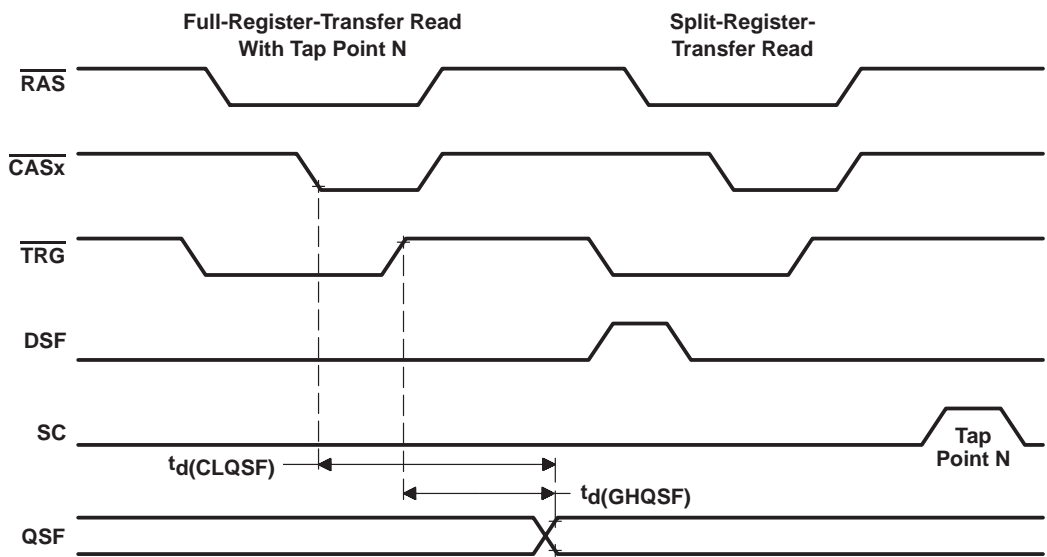 Full-Register-Transfer Read
With Tap Point N
Split-Register-
Transfer Read
RAS
CASx
TRG
DSF
SC
Tap
Point N
td(CLQSF)
td(GHQSF)
QSF